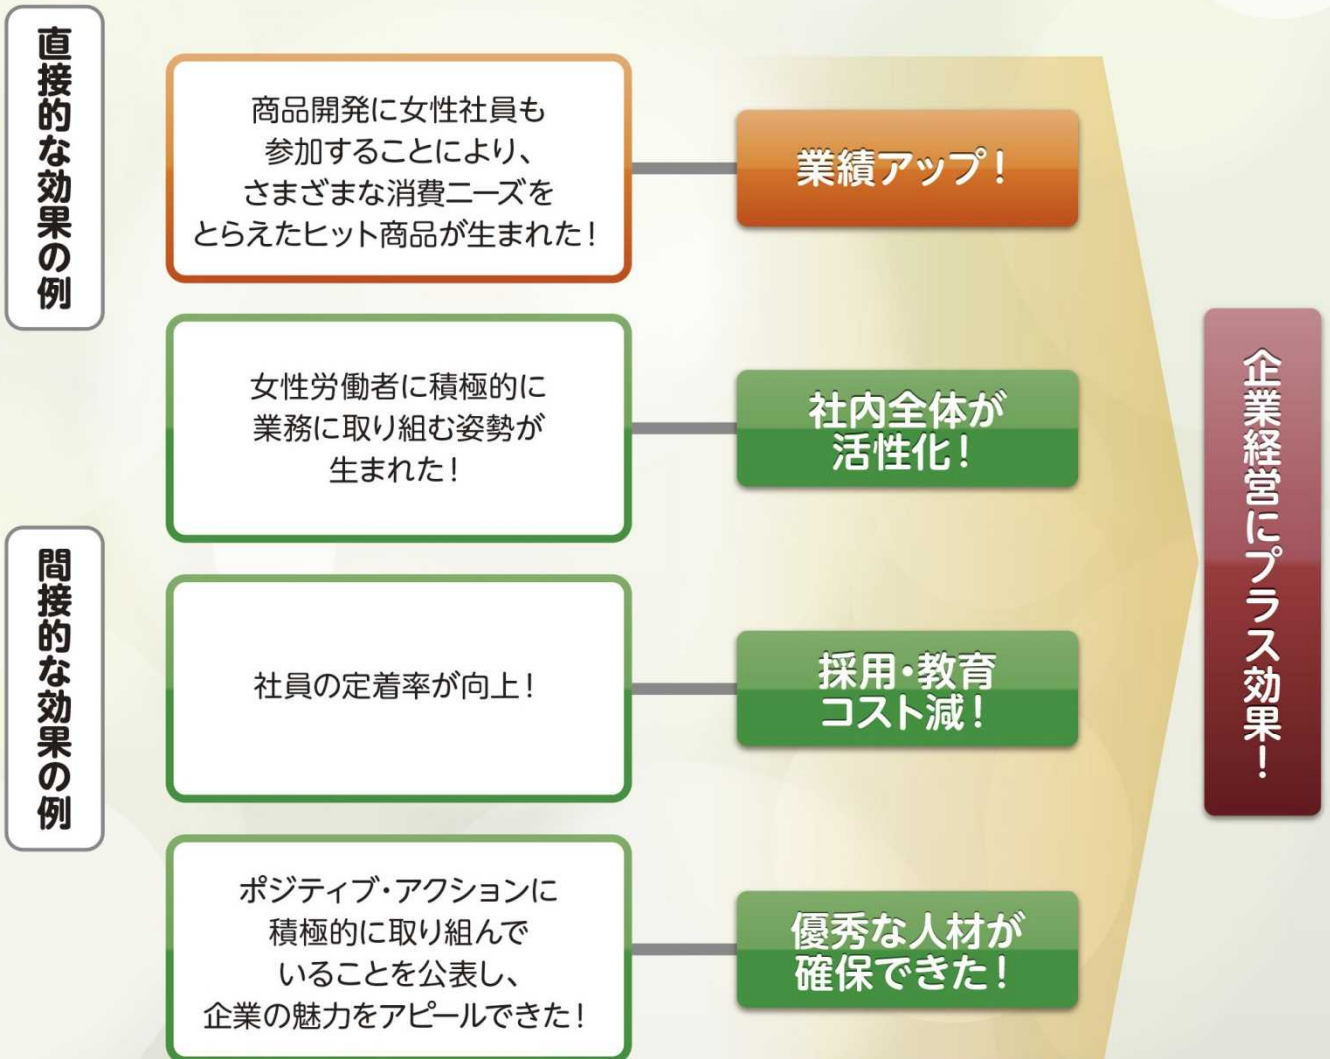 直接的な効果の例
商品開発に女性社員も
参加することにより、
さまざまな消費ニーズを
とらえたヒット商品が生まれた！
業績アップ！
間接的な効果の例
女性労働者に積極的に
業務に取り組む姿勢が
生まれた！
社内全体が
活性化！
社員の定着率が向上！
採用・教育
コスト減！
ポジティブ・アクションに
積極的に取り組んで
いることを公表し、
企業の魅力をアピールできた！
優秀な人材が
確保できた！
企業経営にプラス効果！